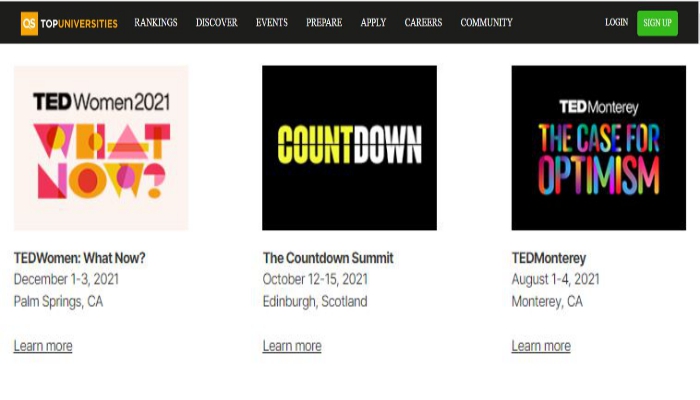 QS TOPUNIVERSITIES RANKINGS DISCOVER EVENTS PREPARE APPLY CAREERS COMMUNITY LOGIN SIGN UP
TEDWomen2021
WHAT
NOW?
COUNTDOWN
TEDMonterey
THE CASE FOR
OPTIMISM
TEDWomen: What Now?
December 1-3, 2021
Palm Springs, CA
Learn more
The Countdown Summit
October 12-15, 2021
Edinburgh, Scotland
Learn more
TEDMonterey
August 1-4, 2021
Monterey, CA
Learn more